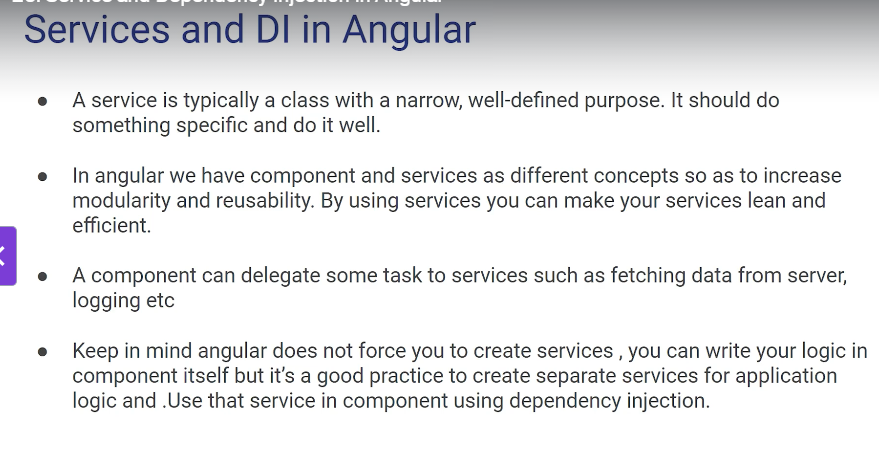 Services and DI in Angular
● A service is typically a class with a narrow, well-defined purpose. It should do
something specific and do it well.
● In angular we have component and services as different concepts so as to increase
modularity and reusability. By using services you can make your services lean and
efficient.
● A component can delegate some task to services such as fetching data from server,
logging etc
● Keep in mind angular does not force you to create services , you can write your logic in
component itself but it's a good practice to create separate services for application
logic and .Use that service in component using dependency injection.